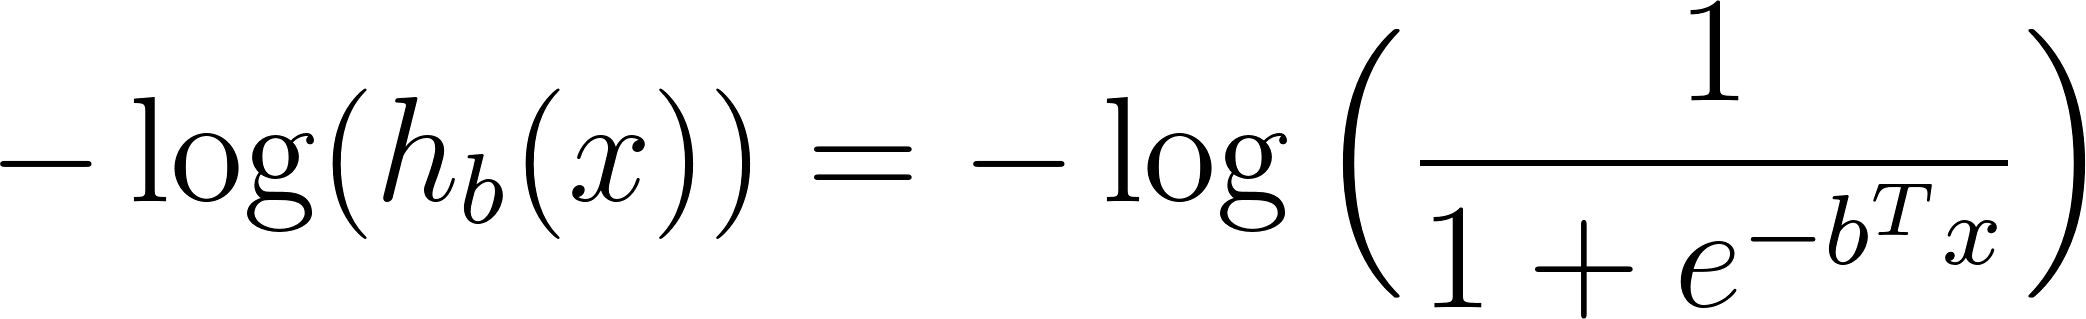 $-\log(h_b(x)) = -\log\left(\frac{1}{1+e^{-b^T x}}\right)$